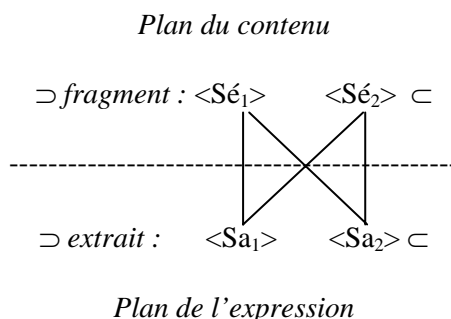 Plan du contenu
⊃ fragment : <Sé₁> <Sé₂> ⊂
⊃ extrait : <Sa₁> <Sa₂> ⊂
Plan de l’expression